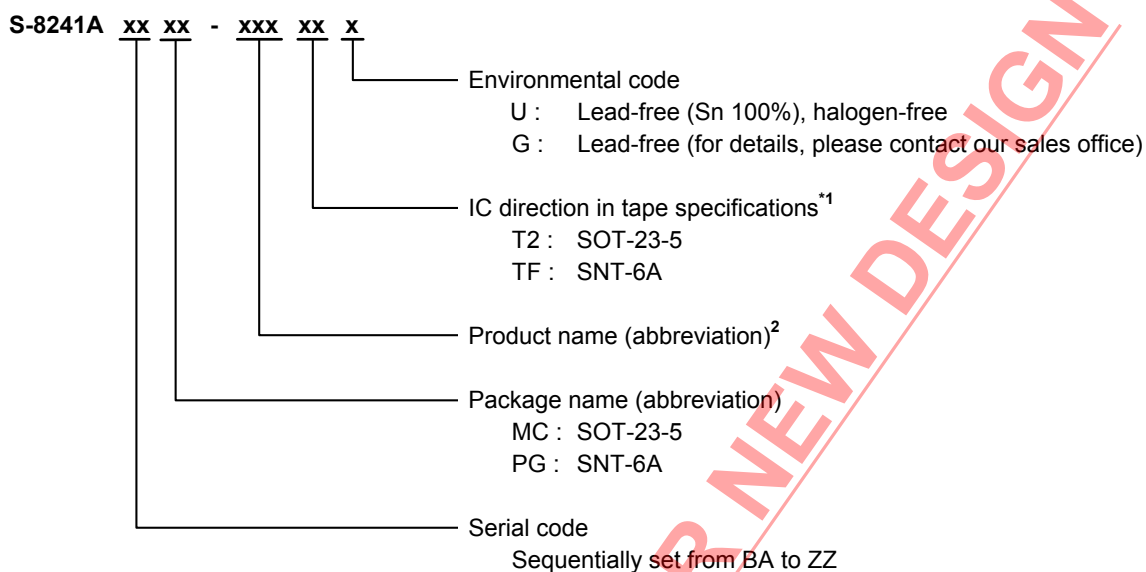 S-8241A xx xx - xxx xx x
Environmental code
U : Lead-free (Sn 100%), halogen-free
G : Lead-free (for details, please contact our sales office)
IC direction in tape specifications*1
T2 : SOT-23-5
TF : SNT-6A
Product name (abbreviation)2
Package name (abbreviation)
MC : SOT-23-5
PG : SNT-6A
Serial code
Sequentially set from BA to ZZ
R NEW DESIGN